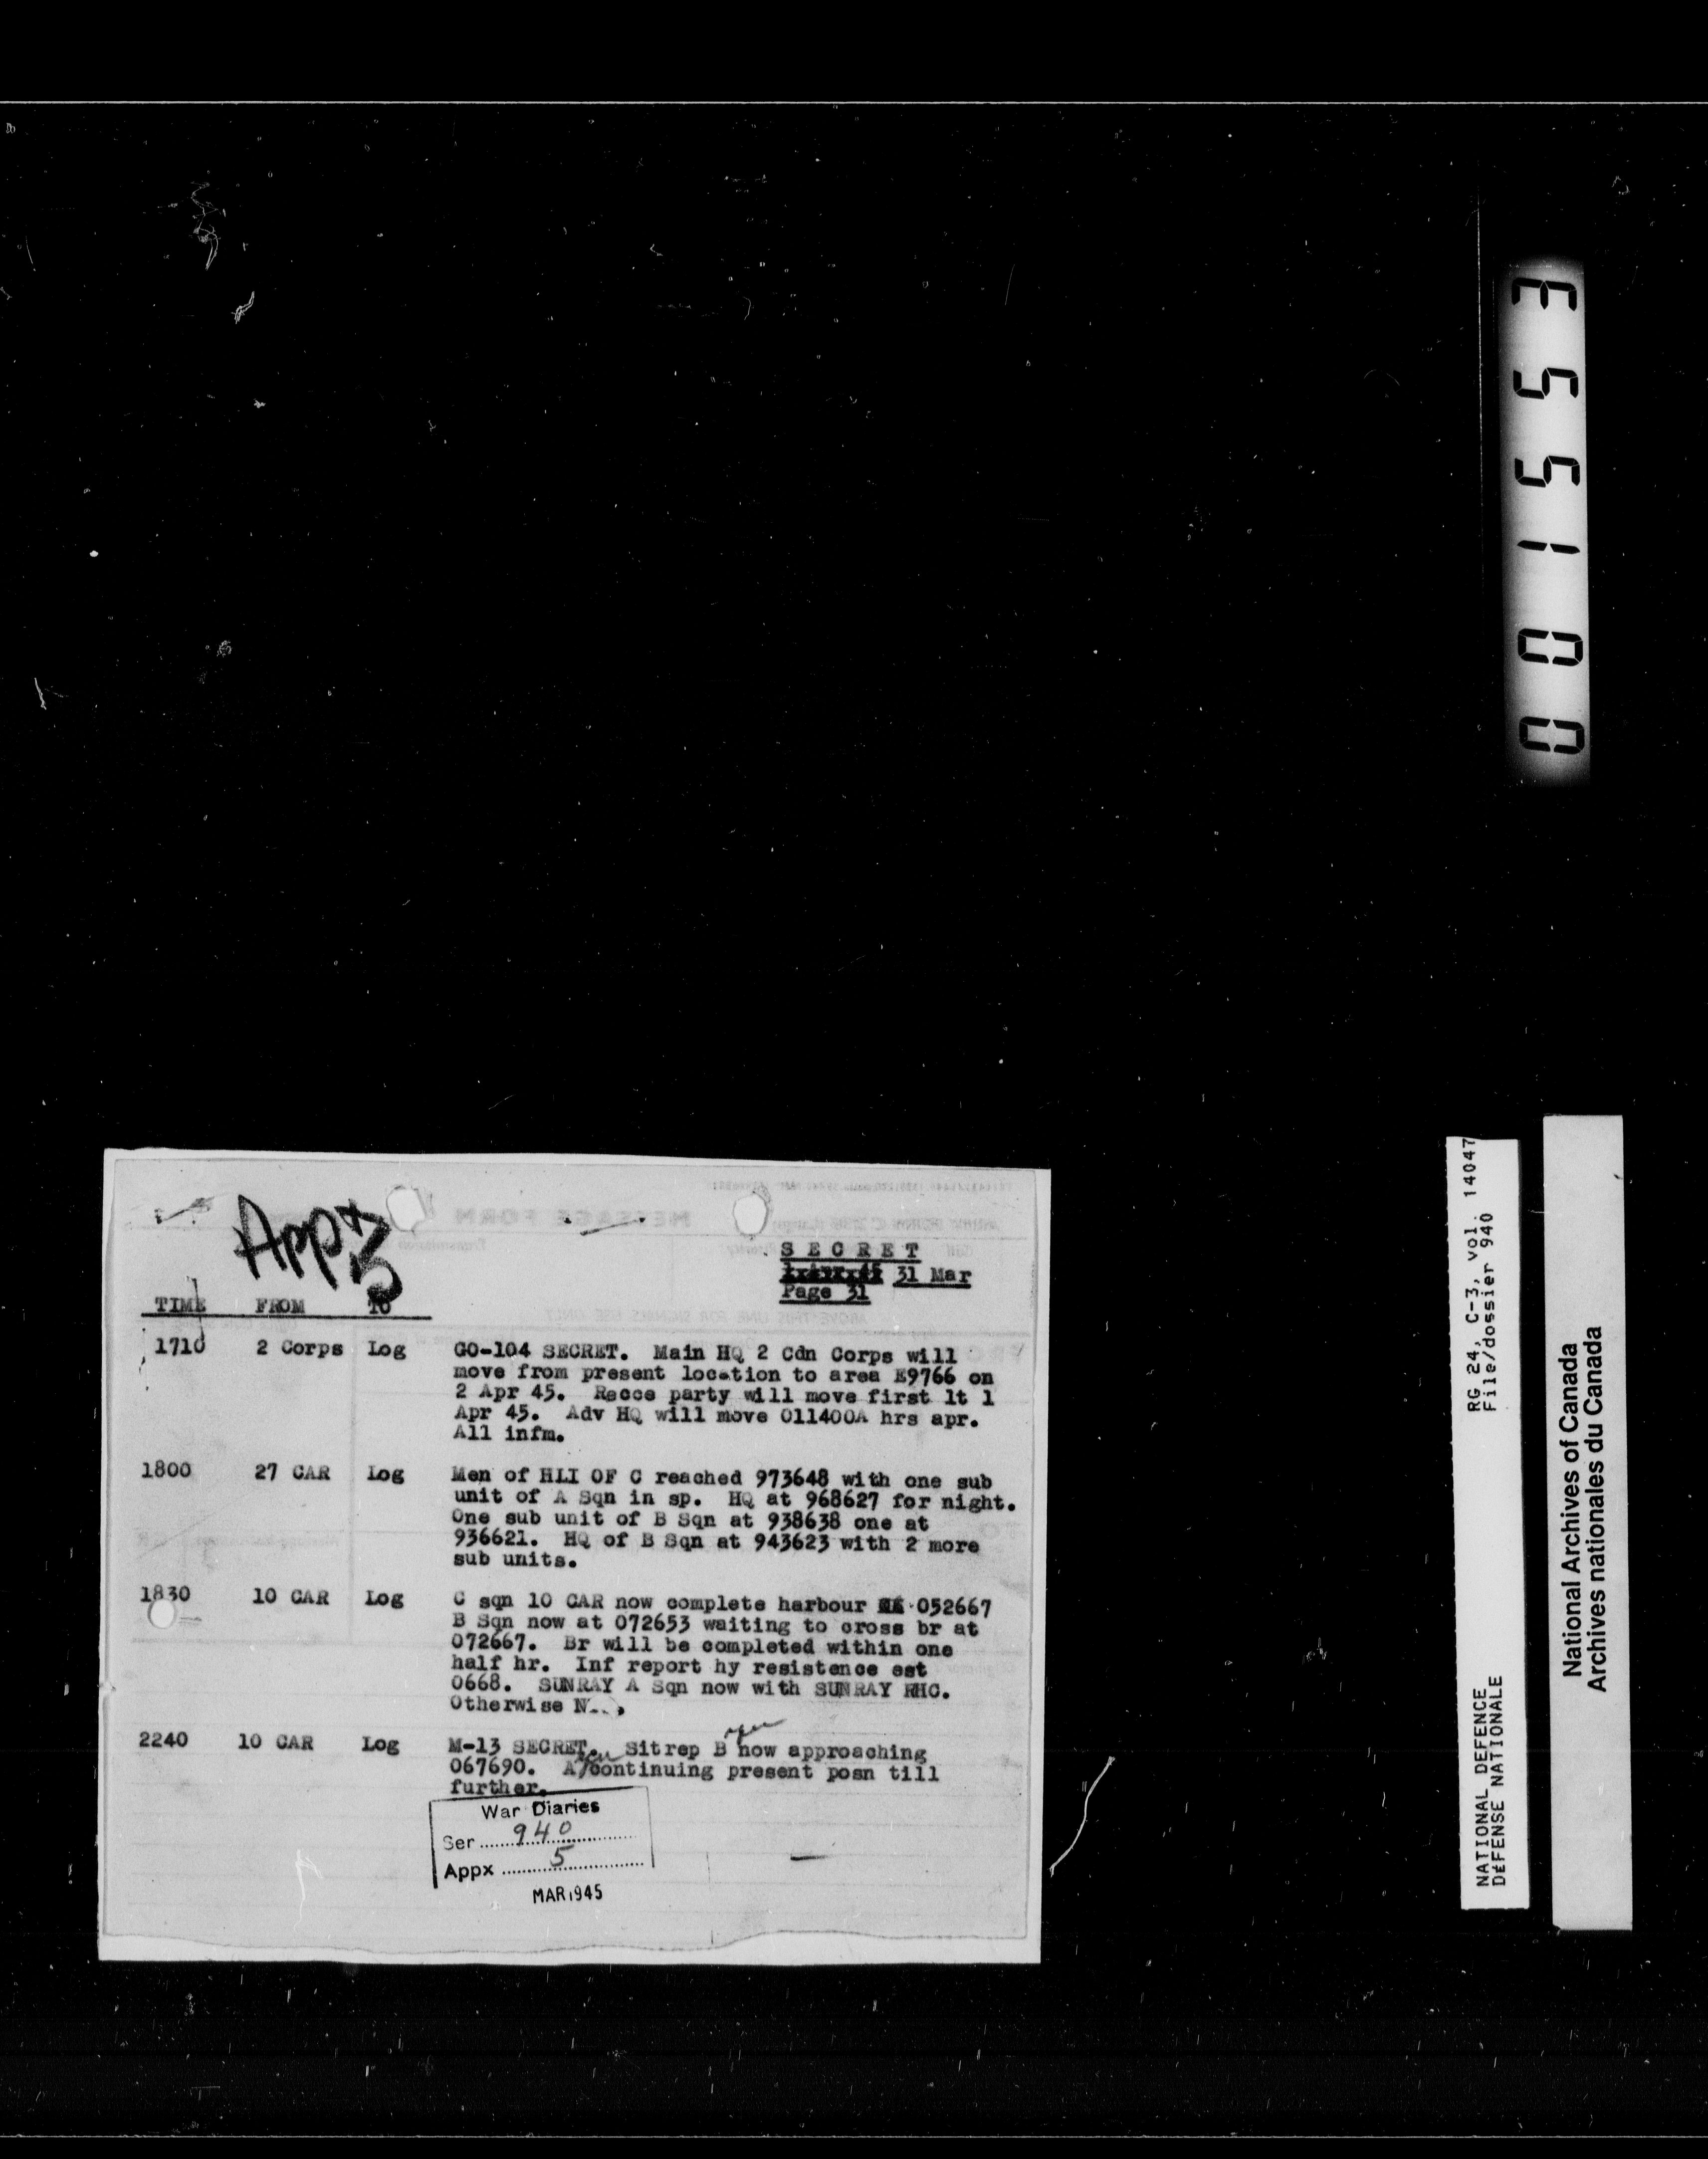 App 5
S E C R E T
31 Mar
Page 31
TIME FROM TO
1710 2 Corps Log GO-104 SECRET. Main HQ 2 Cdn Corps will
move from present location to area E9766 on
2 Apr 45. Recce party will move first lt 1
Apr 45. Adv HQ will move 011400A hrs apr.
All infm.
1800 27 CAR Log Men of HLI OF C reached 973648 with one sub
unit of A Sqn in sp. HQ at 968627 for night.
One sub unit of B Sqn at 938638 one at
936621. HQ of B Sqn at 943623 with 2 more
sub units.
1830 10 CAR Log C sqn 10 CAR now complete harbour 052667
B Sqn now at 072653 waiting to cross br at
072667. Br will be completed within one
half hr. Inf report hy resistence est
0668. SUNRAY A Sqn now with SUNRAY RHC.
Otherwise
2240 10 CAR Log M-13 SECRET. Sitrep B now approaching
067690. A continuing present posn till
further.
War Diaries
Ser 940
Appx 5
MAR 1945
001553
RG 24, C-3, vol. 14047
File/dossier 940
NATIONAL DEFENCE
DÉFENSE NATIONALE
National Archives of Canada
Archives nationales du Canada